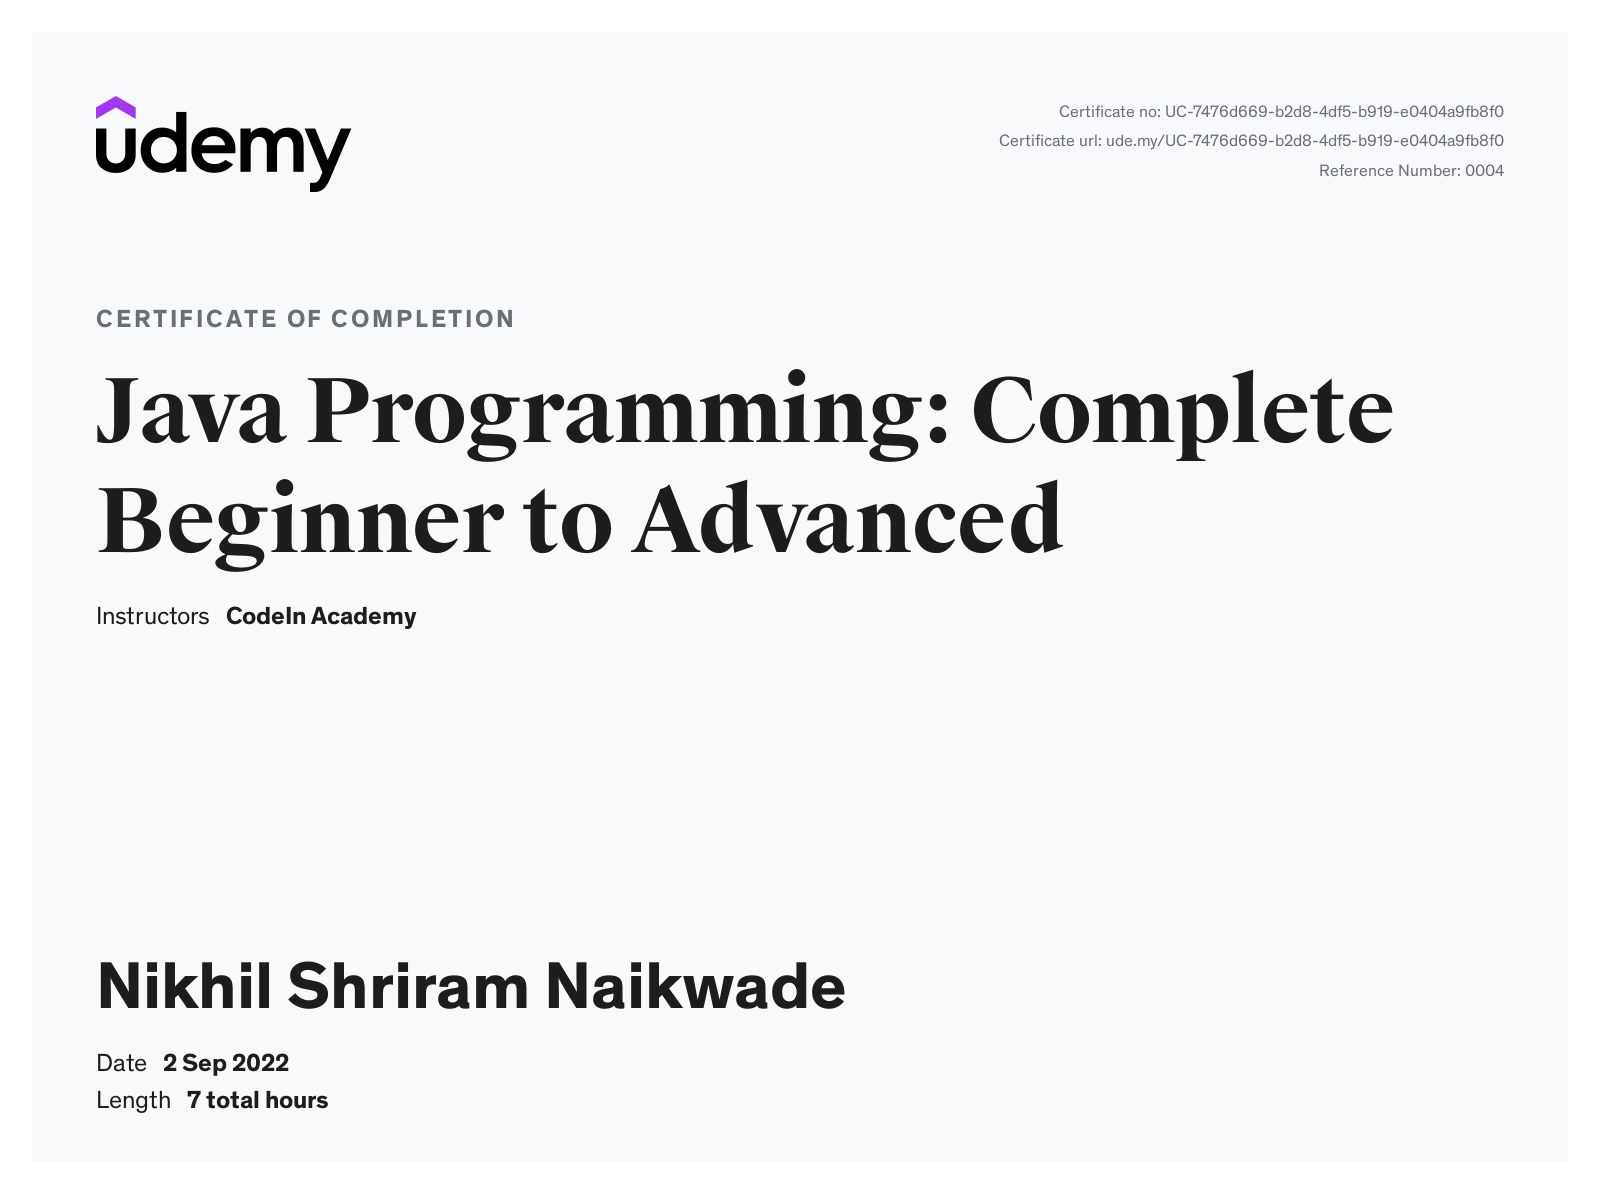 udemy
Certificate no: UC-7476d669-b2d8-4df5-b919-e0404a9fb8f0
Certificate url: ude.my/UC-7476d669-b2d8-4df5-b919-e0404a9fb8f0
Reference Number: 0004
CERTIFICATE OF COMPLETION
Java Programming: Complete
Beginner to Advanced
Instructors CodeIn Academy
Nikhil Shriram Naikwade
Date 2 Sep 2022
Length 7 total hours